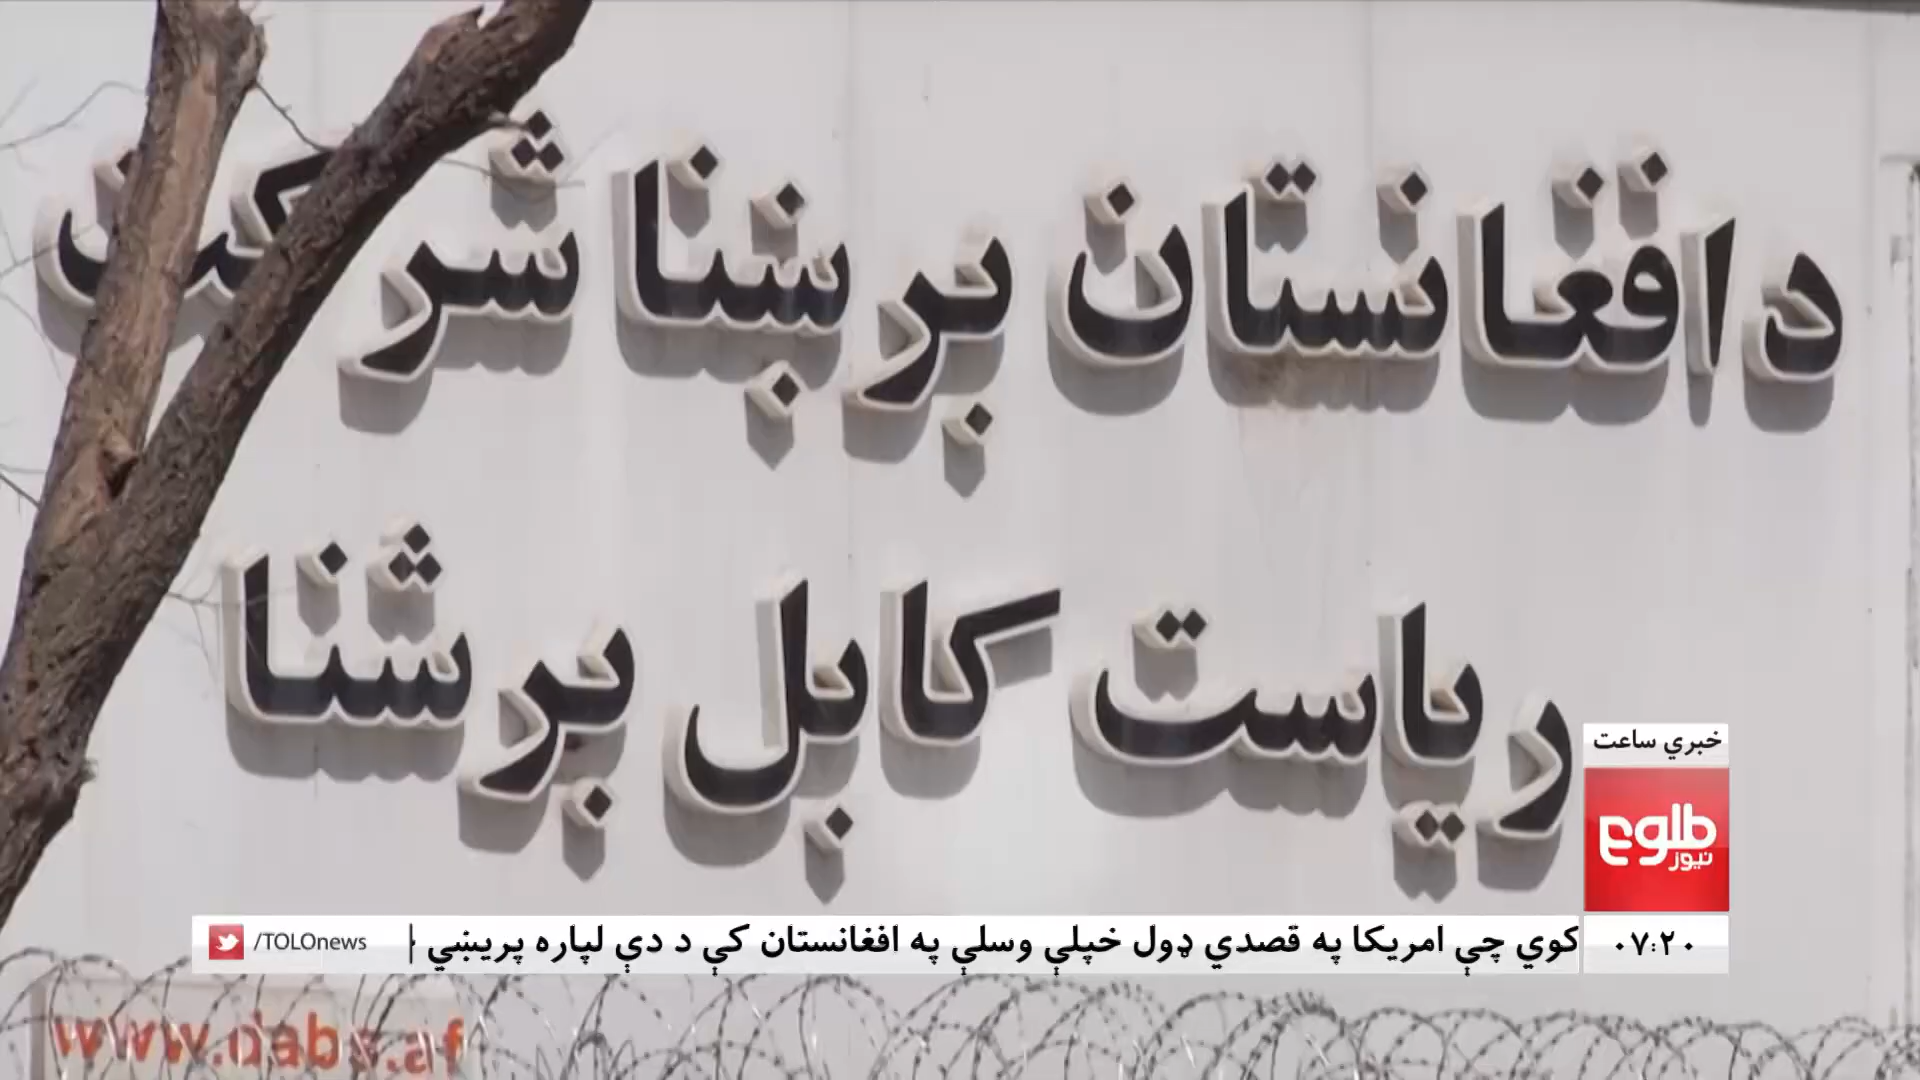 د افغانستان برښنا شرکت
ریاست کابل برشنا
خبري ساعت
طلوع
نیوز
۰۷:۲۰
کوي چې امریکا په قصدي ډول خپلې وسلې په افغانستان کې د دې لپاره پریښي
/TOLOnews
www.dabs.af